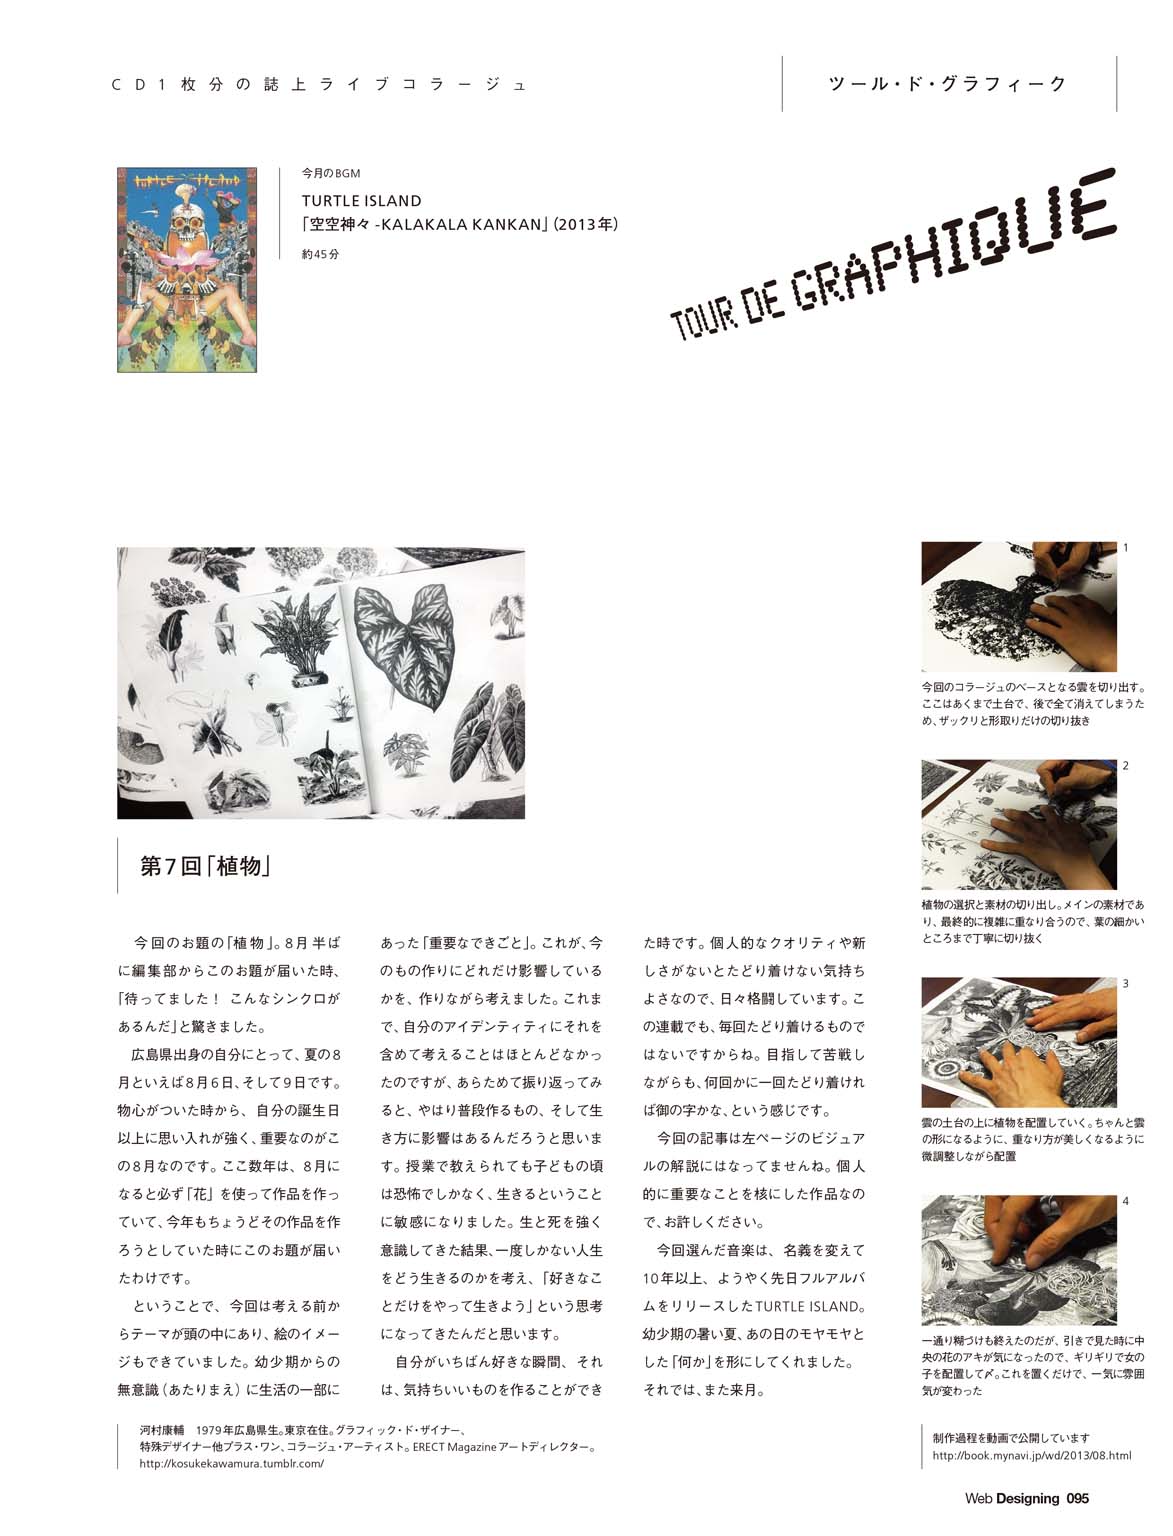 CD1枚分の誌上ライブコラージュ
ツール・ド・グラフィーク
TURTLE ISLAND
今月のBGM
TURTLE ISLAND
「空空神々 -KALAKALA KANKAN」（2013年）
約45分
TOUR DE GRAPHIQUE
第7回「植物」
　今回のお題の「植物」。8月半ば
に編集部からこのお題が届いた時、
「待ってました！ こんなシンクロが
あるんだ」と驚きました。
　広島県出身の自分にとって、夏の8
月といえば8月6日、そして9日です。
物心がついた時から、自分の誕生日
以上に思い入れが強く、重要なのがこ
の8月なのです。ここ数年は、8月に
なると必ず「花」を使って作品を作っ
ていて、今年もちょうどその作品を作
ろうとしていた時にこのお題が届い
たわけです。
　ということで、今回は考える前か
らテーマが頭の中にあり、絵のイメー
ジもできていました。幼少期からの
無意識（あたりまえ）に生活の一部に
あった「重要なできごと」。これが、今
のもの作りにどれだけ影響している
かを、作りながら考えました。これま
で、自分のアイデンティティにそれを
含めて考えることはほとんどなかっ
たのですが、あらためて振り返ってみ
ると、やはり普段作るもの、そして生
き方に影響はあるんだろうと思いま
す。授業で教えられても子どもの頃
は恐怖でしかなく、生きるということ
に敏感になりました。生と死を強く
意識してきた結果、一度しかない人生
をどう生きるのかを考え、「好きなこ
とだけをやって生きよう」という思考
になってきたんだと思います。
　自分がいちばん好きな瞬間、それ
は、気持ちいいものを作ることができ
た時です。個人的なクオリティや新
しさがないとたどり着けない気持ち
よさなので、日々格闘しています。こ
の連載でも、毎回たどり着けるもので
はないですからね。目指して苦戦し
ながらも、何回かに一回たどり着けれ
ば御の字かな、という感じです。
　今回の記事は左ページのビジュア
ルの解説にはなってませんね。個人
的に重要なことを核にした作品なの
で、お許しください。
　今回選んだ音楽は、名義を変えて
10年以上、ようやく先日フルアルバ
ムをリリースしたTURTLE ISLAND。
幼少期の暑い夏、あの日のモヤモヤと
した「何か」を形にしてくれました。
それでは、また来月。
1
今回のコラージュのベースとなる雲を切り出す。
ここはあくまで土台で、後で全て消えてしまうた
め、ザックリと形取りだけの切り抜き
2
植物の選択と素材の切り出し。メインの素材であ
り、最終的に複雑に重なり合うので、葉の細かい
ところまで丁寧に切り抜く
3
雲の土台の上に植物を配置していく。ちゃんと雲
の形になるように、重なり方が美しくなるように
微調整しながら配置
4
一通り糊づけも終えたのだが、引きで見た時に中
央の花のアキが気になったので、ギリギリで女の
子を配置して〆。これを置くだけで、一気に雰囲
気が変わった
河村康輔　1979年広島県生。東京在住。グラフィック・ド・ザイナー、
特殊デザイナー他プラス・ワン、コラージュ・アーティスト。ERECT Magazineアートディレクター。
http://kosukekawamura.tumblr.com/
制作過程を動画で公開しています
http://book.mynavi.jp/wd/2013/08.html
Web Designing 095